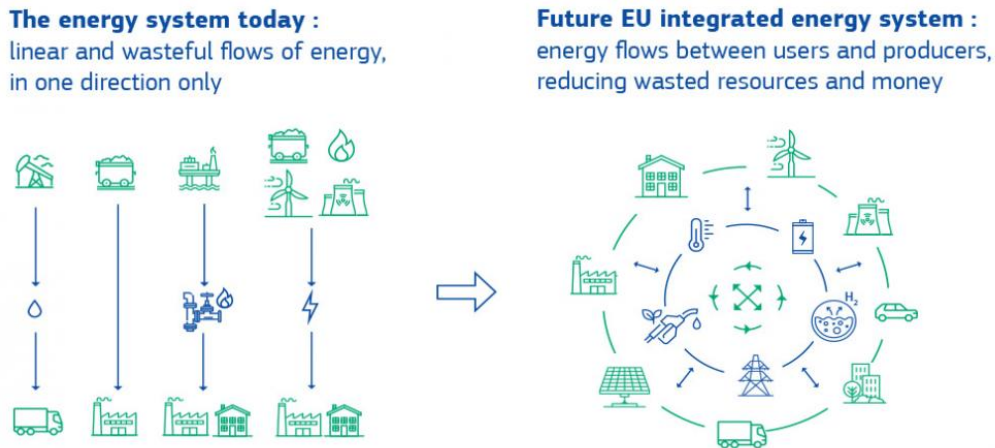 The energy system today :
linear and wasteful flows of energy,
in one direction only
Future EU integrated energy system :
energy flows between users and producers,
reducing wasted resources and money
H₂